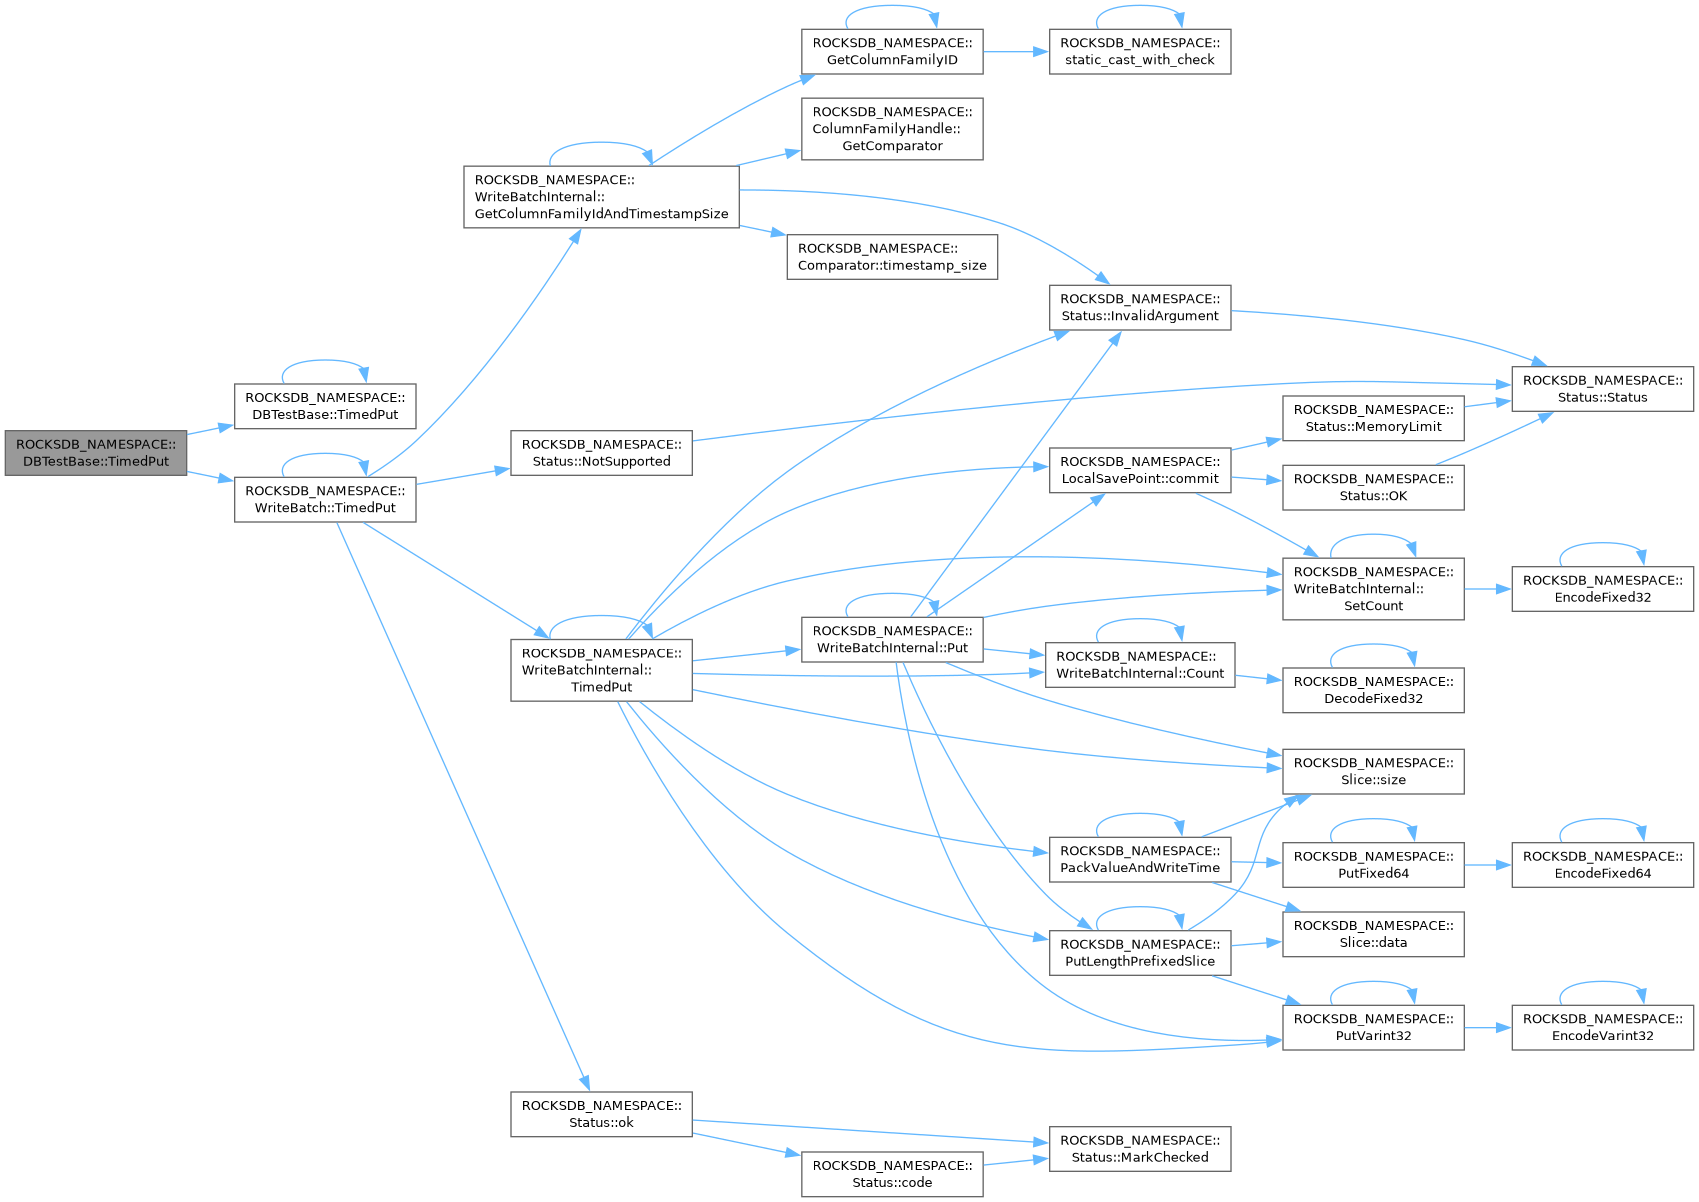 ROCKSDB_NAMESPACE::
DBTestBase::TimedPut
ROCKSDB_NAMESPACE::
DBTestBase::TimedPut
ROCKSDB_NAMESPACE::
WriteBatch::TimedPut
ROCKSDB_NAMESPACE::
WriteBatchInternal::
GetColumnFamilyIdAndTimestampSize
ROCKSDB_NAMESPACE::
Status::NotSupported
ROCKSDB_NAMESPACE::
WriteBatchInternal::
TimedPut
ROCKSDB_NAMESPACE::
Status::ok
ROCKSDB_NAMESPACE::
GetColumnFamilyID
ROCKSDB_NAMESPACE::
ColumnFamilyHandle::
GetComparator
ROCKSDB_NAMESPACE::
Comparator::timestamp_size
ROCKSDB_NAMESPACE::
WriteBatchInternal::Put
ROCKSDB_NAMESPACE::
Status::code
ROCKSDB_NAMESPACE::
static_cast_with_check
ROCKSDB_NAMESPACE::
Status::InvalidArgument
ROCKSDB_NAMESPACE::
LocalSavePoint::commit
ROCKSDB_NAMESPACE::
WriteBatchInternal::Count
ROCKSDB_NAMESPACE::
PackValueAndWriteTime
ROCKSDB_NAMESPACE::
PutLengthPrefixedSlice
ROCKSDB_NAMESPACE::
Status::MarkChecked
ROCKSDB_NAMESPACE::
Status::MemoryLimit
ROCKSDB_NAMESPACE::
Status::OK
ROCKSDB_NAMESPACE::
WriteBatchInternal::
SetCount
ROCKSDB_NAMESPACE::
DecodeFixed32
ROCKSDB_NAMESPACE::
Slice::size
ROCKSDB_NAMESPACE::
PutFixed64
ROCKSDB_NAMESPACE::
Slice::data
ROCKSDB_NAMESPACE::
PutVarint32
ROCKSDB_NAMESPACE::
Status::Status
ROCKSDB_NAMESPACE::
EncodeFixed32
ROCKSDB_NAMESPACE::
EncodeFixed64
ROCKSDB_NAMESPACE::
EncodeVarint32